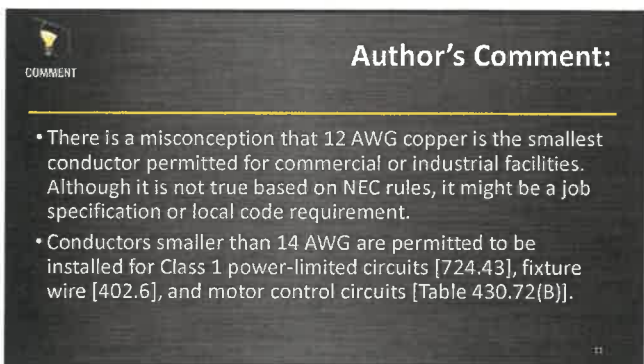 COMMENT
Author's Comment:
• There is a misconception that 12 AWG copper is the smallest
conductor permitted for commercial or industrial facilities.
Although it is not true based on NEC rules, it might be a job
specification or local code requirement.
• Conductors smaller than 14 AWG are permitted to be
installed for Class 1 power-limited circuits [724.43], fixture
wire [402.6], and motor control circuits [Table 430.72(B)].